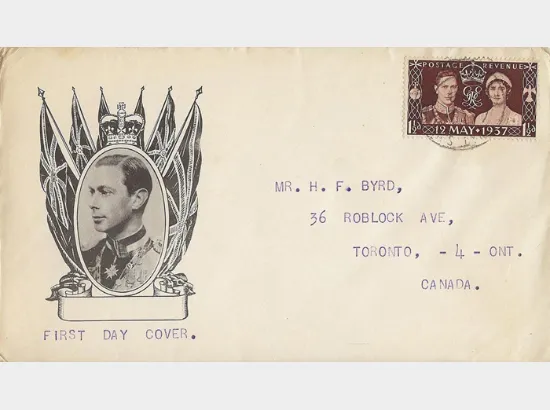 POSTAGE REVENUE
1½D 12 MAY · 1937 1½D
MR. H. F. BYRD,
36 ROBLOCK AVE,
TORONTO, - 4 - ONT.
CANADA.
FIRST DAY COVER.